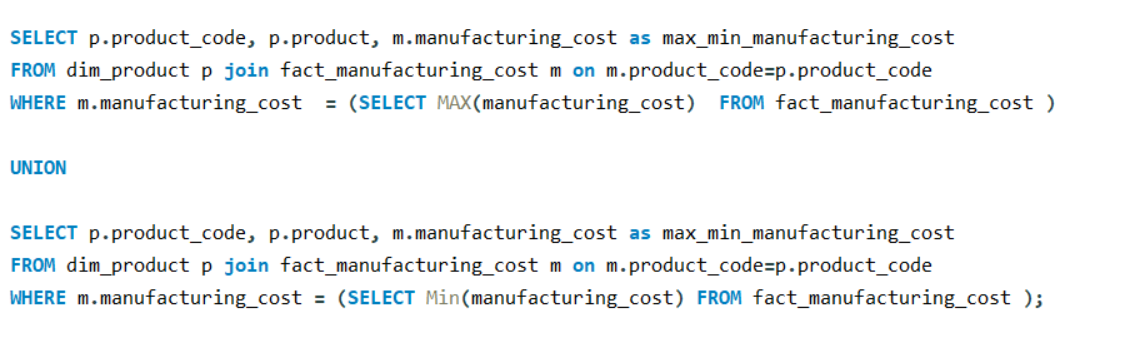 SELECT p.product_code, p.product, m.manufacturing_cost as max_min_manufacturing_cost
FROM dim_product p join fact_manufacturing_cost m on m.product_code=p.product_code
WHERE m.manufacturing_cost  = (SELECT MAX(manufacturing_cost)  FROM fact_manufacturing_cost )
UNION
SELECT p.product_code, p.product, m.manufacturing_cost as max_min_manufacturing_cost
FROM dim_product p join fact_manufacturing_cost m on m.product_code=p.product_code
WHERE m.manufacturing_cost = (SELECT Min(manufacturing_cost) FROM fact_manufacturing_cost );